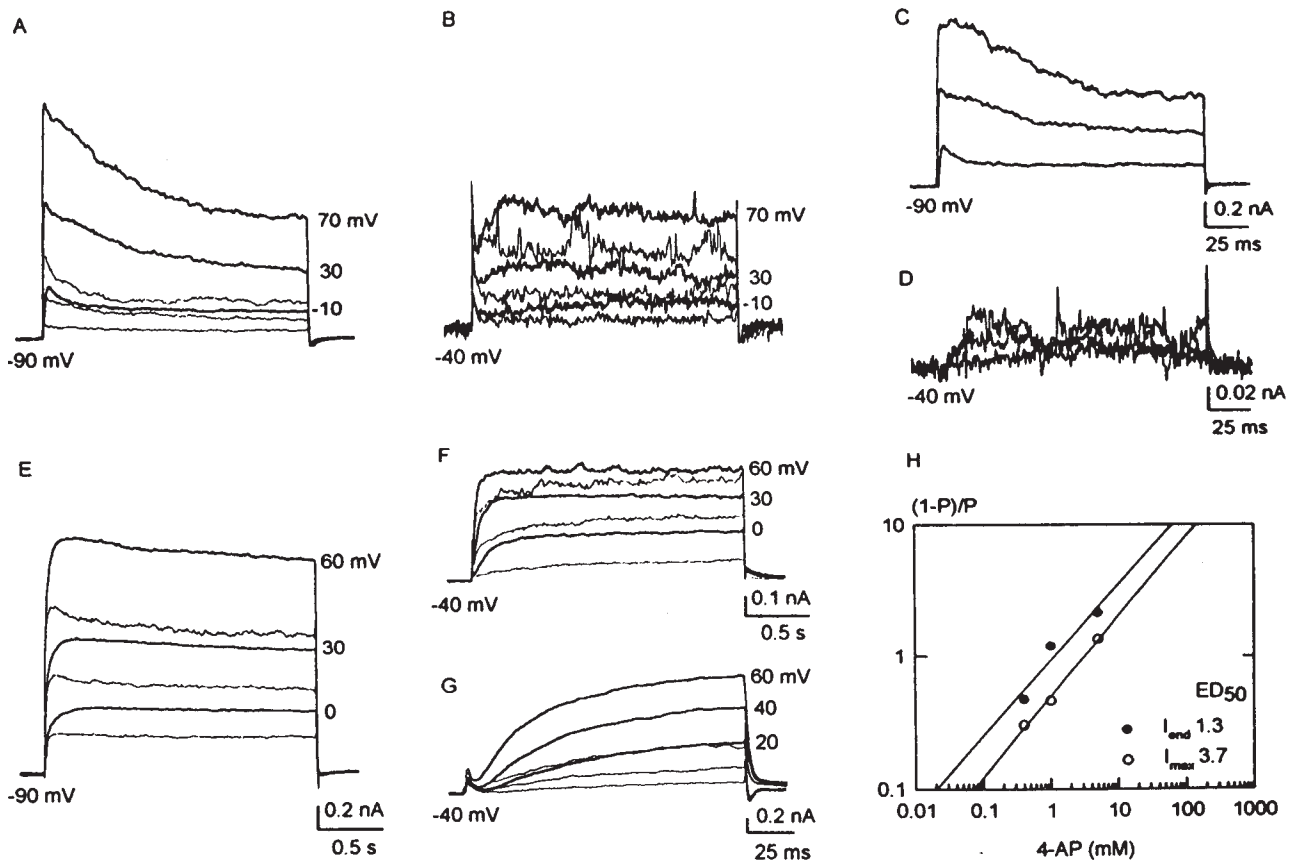 A
70 mV
30
-10
-90 mV
B
70 mV
30
-10
-40 mV
C
-90 mV
0.2 nA
25 ms
D
-40 mV
0.02 nA
25 ms
E
60 mV
30
0
-90 mV
0.2 nA
0.5 s
F
60 mV
30
0
-40 mV
0.1 nA
0.5 s
G
60 mV
40
20
-40 mV
0.2 nA
25 ms
H
(1-P)/P
10
1
0.1
ED50
Iend 1.3
Imax 3.7
0.01 0.1 1 10 100 1000
4-AP (mM)